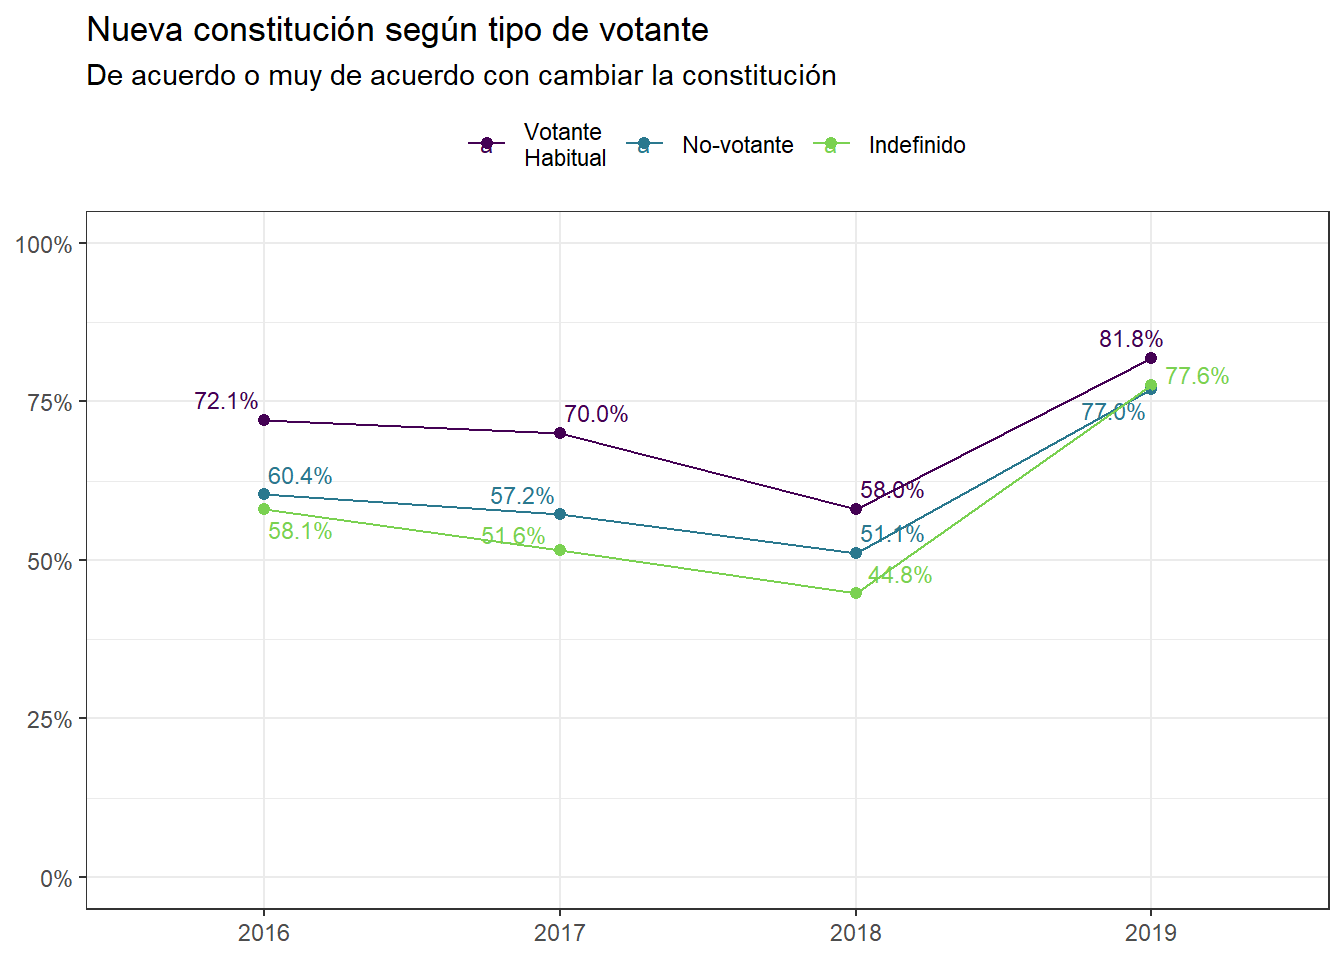 Nueva constitución según tipo de votante
De acuerdo o muy de acuerdo con cambiar la constitución
a Votante
Habitual
a No-votante
a Indefinido
100%
75%
50%
25%
0%
72.1%
70.0%
58.0%
81.8%
60.4%
57.2%
51.1%
77.0%
58.1%
51.6%
44.8%
77.6%
2016 2017 2018 2019